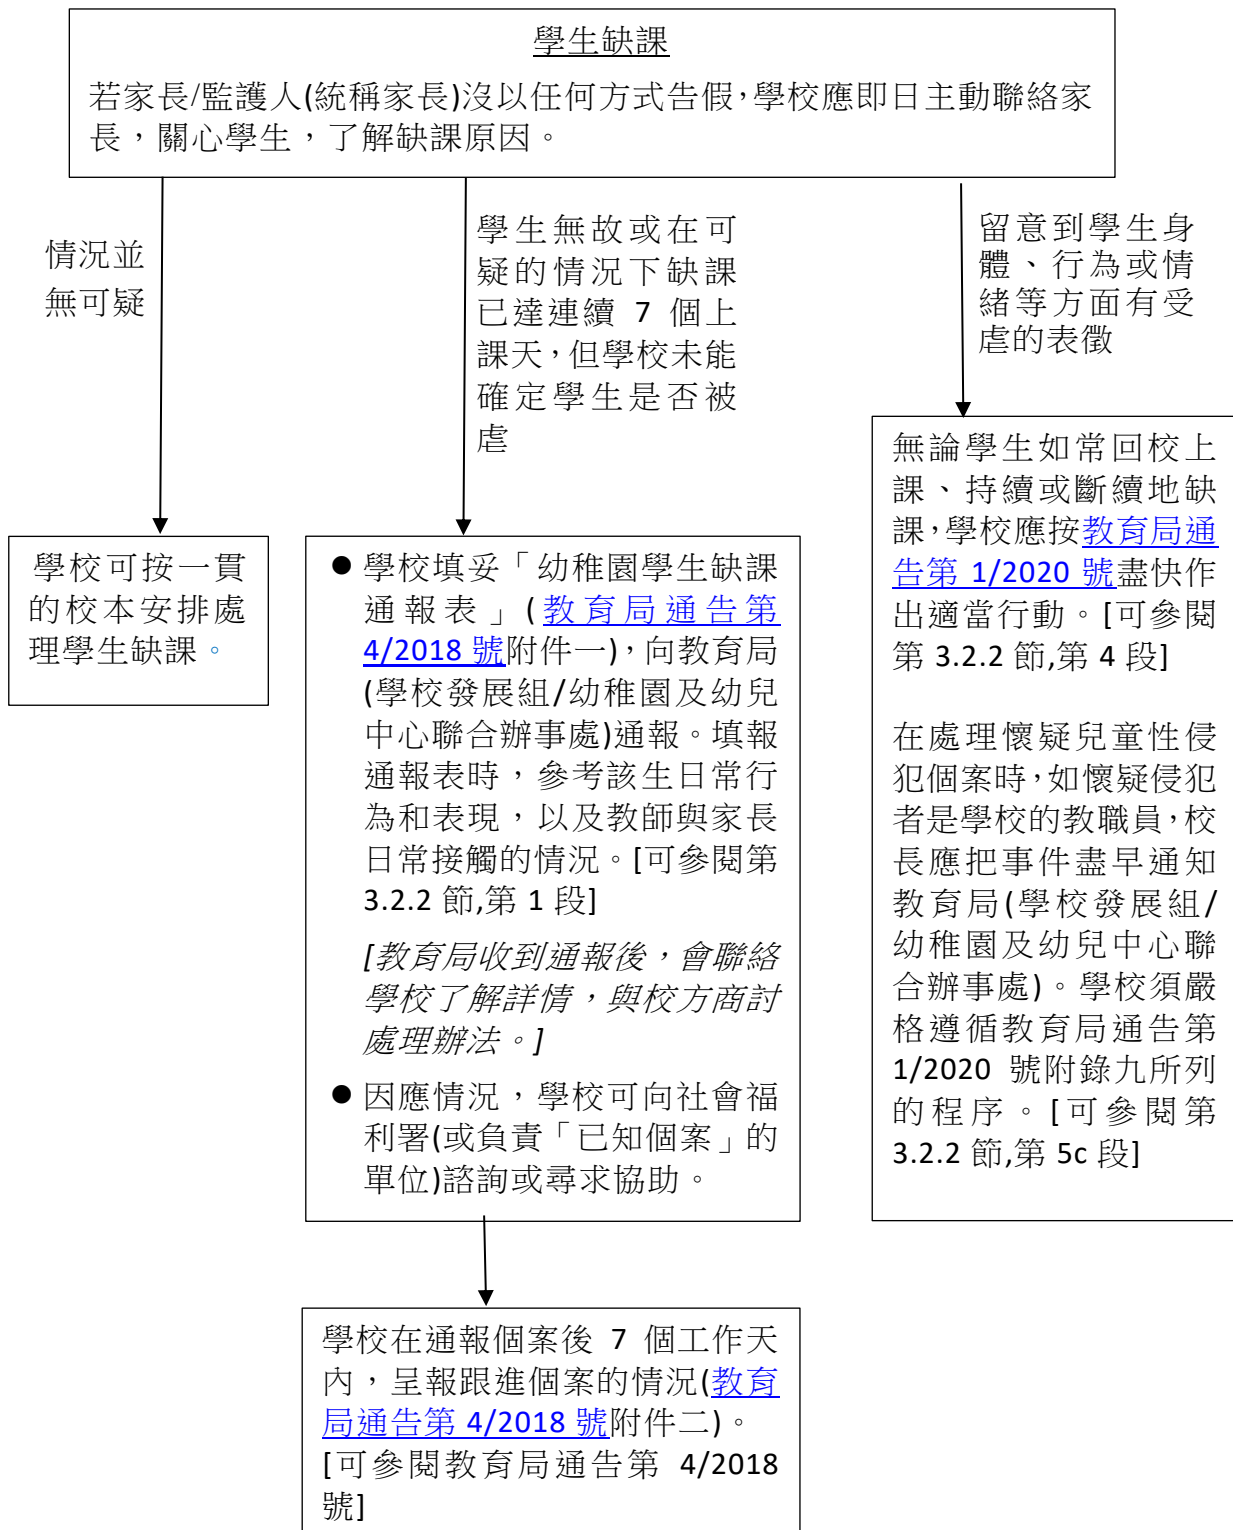 學生缺課
若家長/監護人(統稱家長)沒以任何方式告假,學校應即日主動聯絡家
長，關心學生，了解缺課原因。
情況並
無可疑
學生無故或在可
疑的情況下缺課
已達連續 7 個上
課天,但學校未能
確定學生是否被
虐
留意到學生身
體、行為或情
緒等方面有受
虐的表徵
學校可按一貫
的校本安排處
理學生缺課。
● 學校填妥「幼稚園學生缺課
通報表」(教育局通告第
4/2018 號附件一)，向教育局
(學校發展組/幼稚園及幼兒
中心聯合辦事處)通報。填報
通報表時，參考該生日常行
為和表現，以及教師與家長
日常接觸的情況。[可參閱第
3.2.2 節,第 1 段]
[教育局收到通報後，會聯絡
學校了解詳情，與校方商討
處理辦法。]
● 因應情況，學校可向社會福
利署(或負責「已知個案」的
單位)諮詢或尋求協助。
無論學生如常回校上
課、持續或斷續地缺
課,學校應按教育局通
告第 1/2020 號盡快作
出適當行動。[可參閱
第 3.2.2 節,第 4 段]
在處理懷疑兒童性侵
犯個案時,如懷疑侵犯
者是學校的教職員,校
長應把事件盡早通知
教育局(學校發展組/
幼稚園及幼兒中心聯
合辦事處)。學校須嚴
格遵循教育局通告第
1/2020 號附錄九所列
的程序。[可參閱第
3.2.2 節,第 5c 段]
學校在通報個案後 7 個工作天
內，呈報跟進個案的情況(教育
局通告第 4/2018 號附件二)。
[可參閱教育局通告第 4/2018
號]